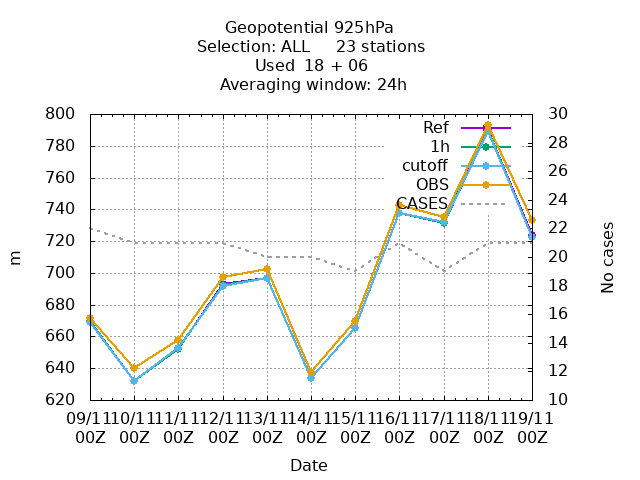 Geopotential 925hPa
Selection: ALL 23 stations
Used 18 + 06
Averaging window: 24h
800 30
780 28
760 26
740 24
720 22
700 20
680 18
660 16
640 14
620 12
10
Ref
1h
cutoff
OBS
CASES
m
No cases
09/11 10/11 11/11 12/11 13/11 14/11 15/11 16/11 17/11 18/11 19/11
00Z 00Z 00Z 00Z 00Z 00Z 00Z 00Z 00Z 00Z 00Z
Date